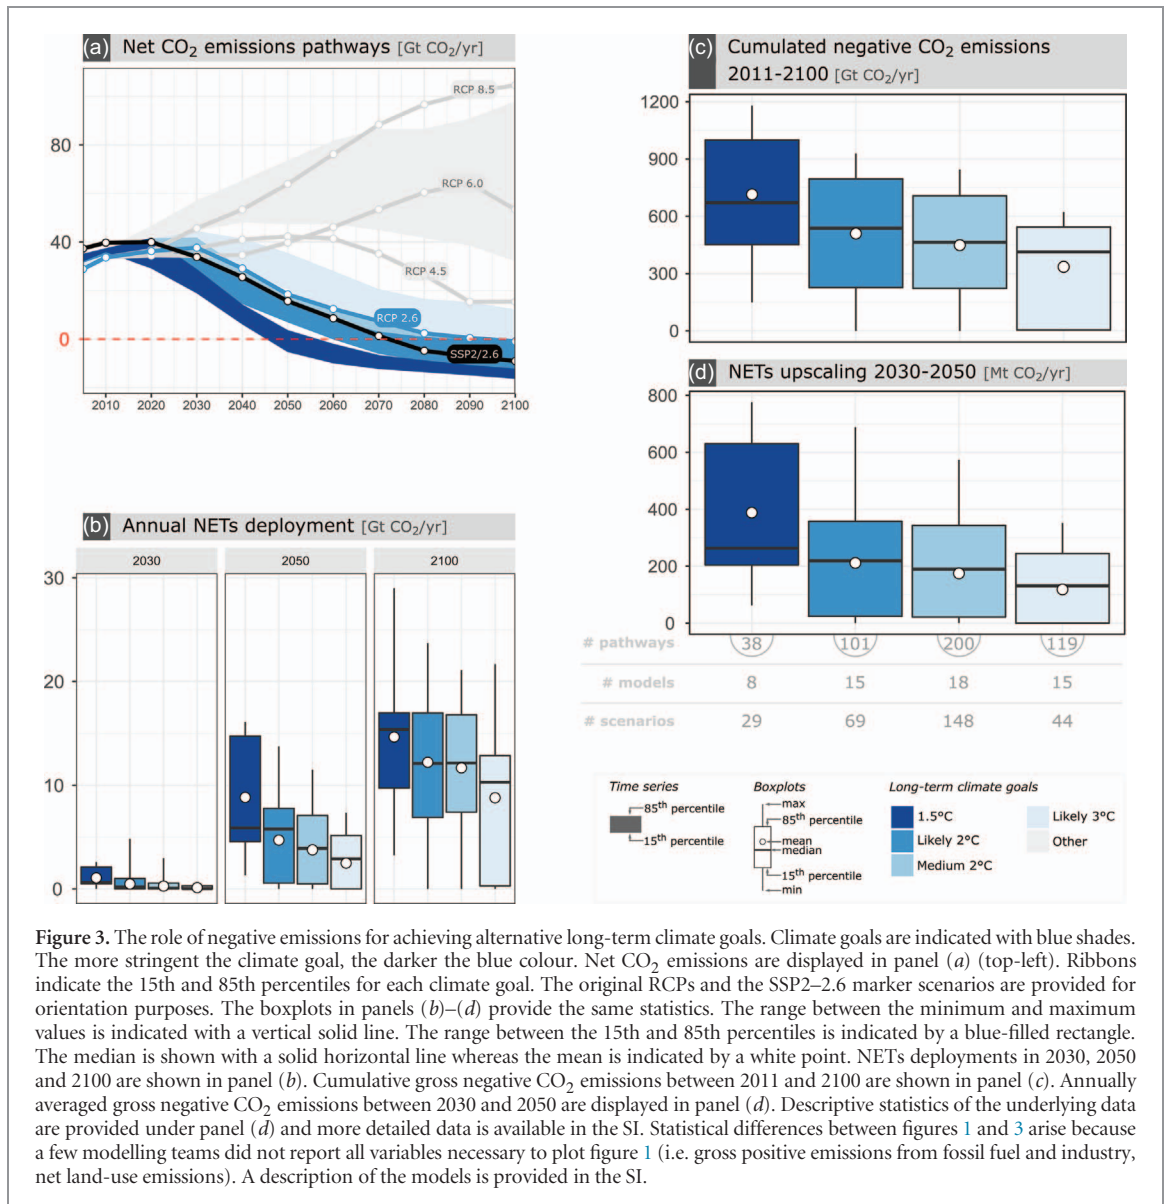 (a) Net CO₂ emissions pathways [Gt CO₂/yr]
80
40
0
RCP 8.5
RCP 6.0
RCP 4.5
RCP 2.6
SSP2/2.6
2010 2020 2030 2040 2050 2060 2070 2080 2090 2100
(b) Annual NETs deployment [Gt CO₂/yr]
2030 2050 2100
30
20
10
0
(c) Cumulated negative CO₂ emissions
2011-2100 [Gt CO₂/yr]
1200
900
600
300
0
(d) NETs upscaling 2030-2050 [Mt CO₂/yr]
800
600
400
200
0
# pathways 38 101 200 119
# models 8 15 18 15
# scenarios 29 69 148 44
Time series
85th percentile
15th percentile
Boxplots
max
85th percentile
mean
median
15th percentile
min
Long-term climate goals
1.5°C
Likely 2°C
Medium 2°C
Likely 3°C
Other
Figure 3. The role of negative emissions for achieving alternative long-term climate goals. Climate goals are indicated with blue shades.
The more stringent the climate goal, the darker the blue colour. Net CO₂ emissions are displayed in panel (a) (top-left). Ribbons
indicate the 15th and 85th percentiles for each climate goal. The original RCPs and the SSP2–2.6 marker scenarios are provided for
orientation purposes. The boxplots in panels (b)–(d) provide the same statistics. The range between the minimum and maximum
values is indicated with a vertical solid line. The range between the 15th and 85th percentiles is indicated by a blue-filled rectangle.
The median is shown with a solid horizontal line whereas the mean is indicated by a white point. NETs deployments in 2030, 2050
and 2100 are shown in panel (b). Cumulative gross negative CO₂ emissions between 2011 and 2100 are shown in panel (c). Annually
averaged gross negative CO₂ emissions between 2030 and 2050 are displayed in panel (d). Descriptive statistics of the underlying data
are provided under panel (d) and more detailed data is available in the SI. Statistical differences between figures 1 and 3 arise because
a few modelling teams did not report all variables necessary to plot figure 1 (i.e. gross positive emissions from fossil fuel and industry,
net land-use emissions). A description of the models is provided in the SI.